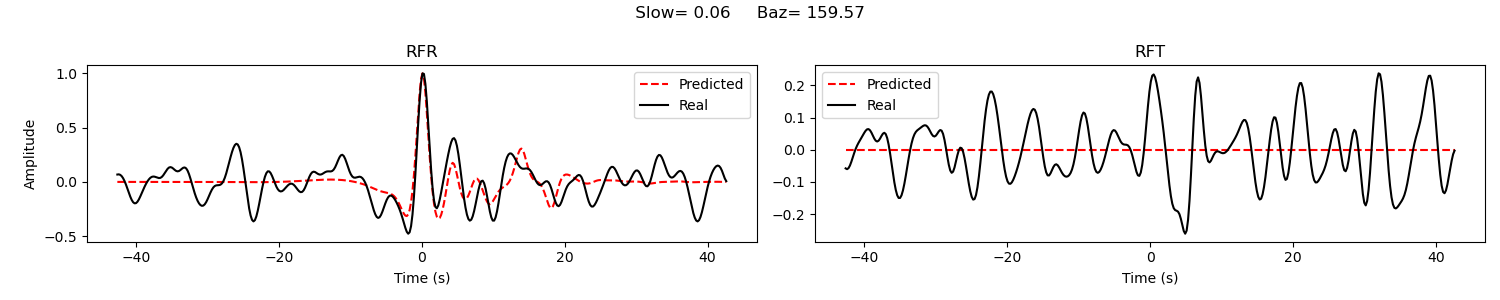 Slow= 0.06 Baz= 159.57
RFR
RFT
Amplitude
1.0
0.5
0.0
−0.5
−40
−20
0
20
40
Time (s)
Predicted
Real
0.2
0.1
0.0
−0.1
−0.2
−40
−20
0
20
40
Time (s)
Predicted
Real